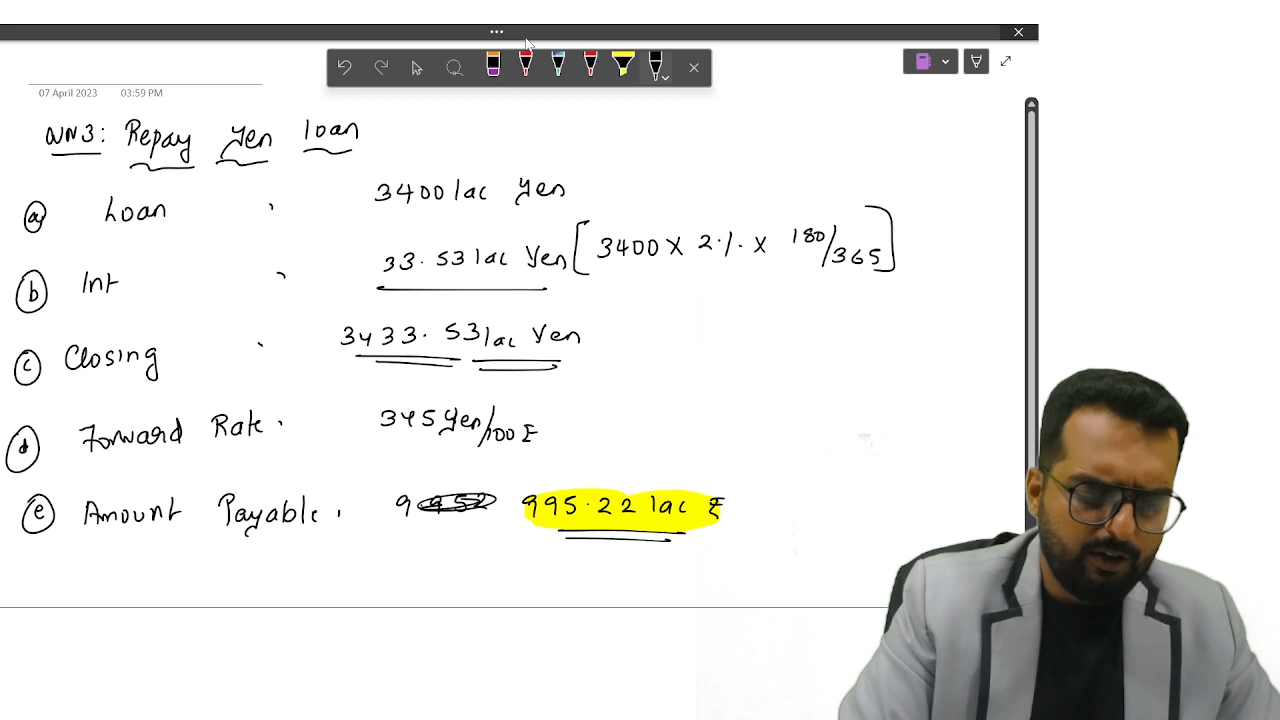 07 April 2023 03:59 PM
WN3: Repay Yen loan
(a) Loan 3400 lac Yen
(b) Int 33.53 lac Yen [3400 X 2% X 180/365]
(c) Closing 3433.53 lac Yen
(d) Forward Rate. 345 Yen/100 ₹
(e) Amount Payable. 9 995.22 lac ₹